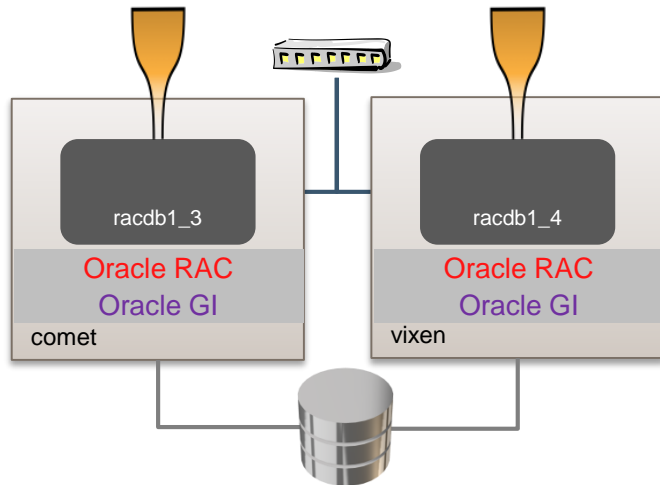 racdb1_3
Oracle RAC
Oracle GI
comet
racdb1_4
Oracle RAC
Oracle GI
vixen